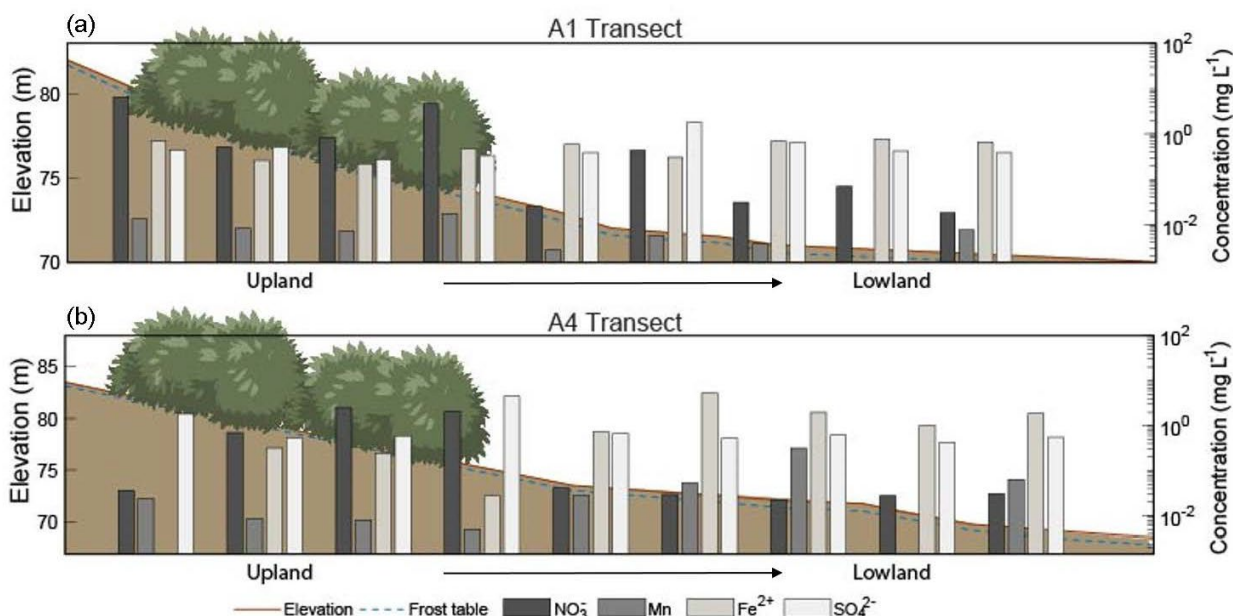 (a)
A1 Transect
Elevation (m)
80
75
70
10²
10⁰
10⁻²
Concentration (mg L⁻¹)
Upland
Lowland
(b)
A4 Transect
Elevation (m)
85
80
75
70
10²
10⁰
10⁻²
Concentration (mg L⁻¹)
Upland
Lowland
Elevation Frost table NO₃⁻ Mn Fe²⁺ SO₄²⁻